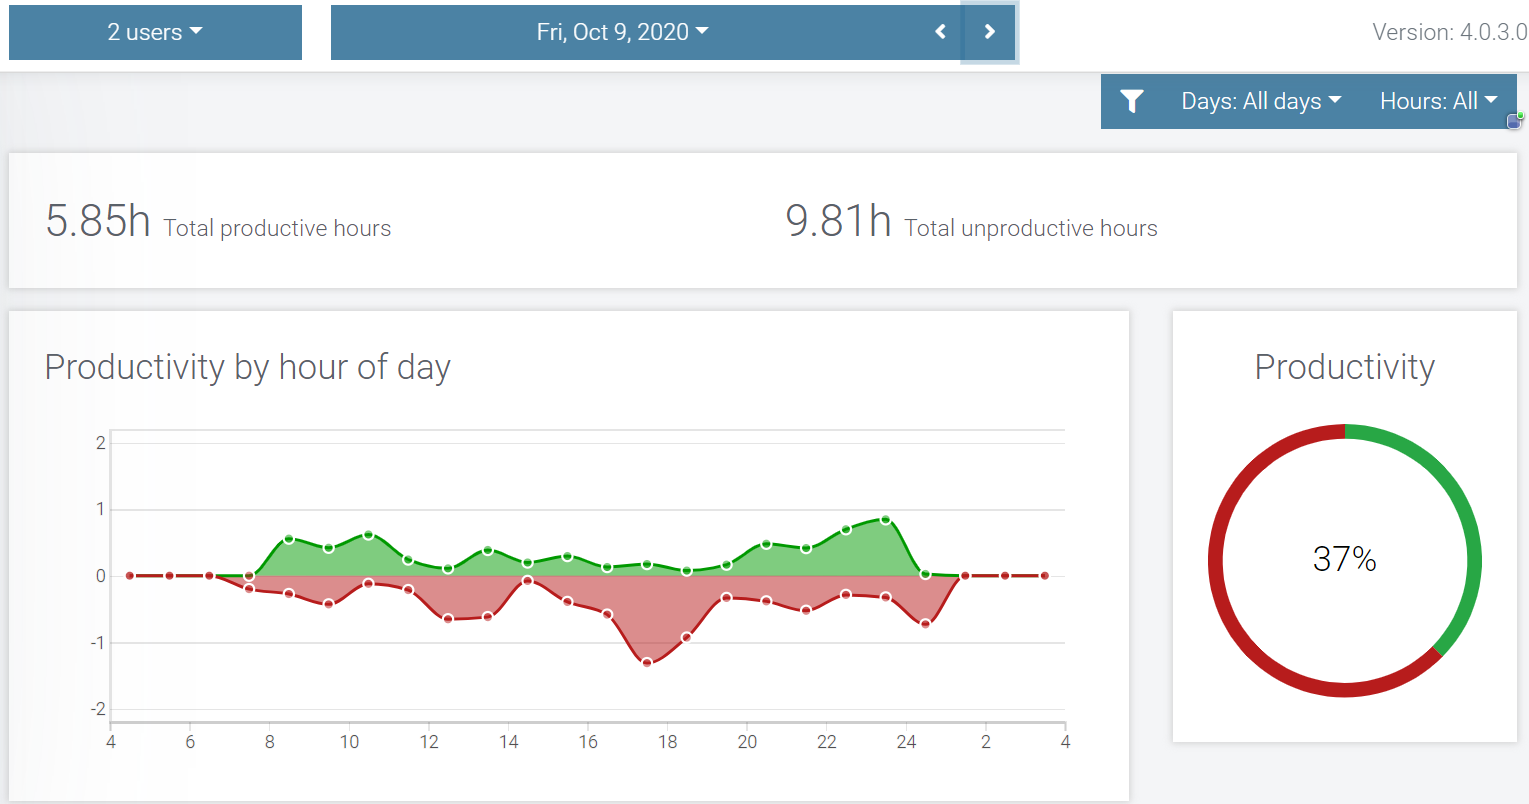 2 users
Fri, Oct 9, 2020
Version: 4.0.3.0
Days: All days
Hours: All
5.85h Total productive hours
9.81h Total unproductive hours
Productivity by hour of day
2
1
0
-1
-2
4 6 8 10 12 14 16 18 20 22 24 2 4
Productivity
37%